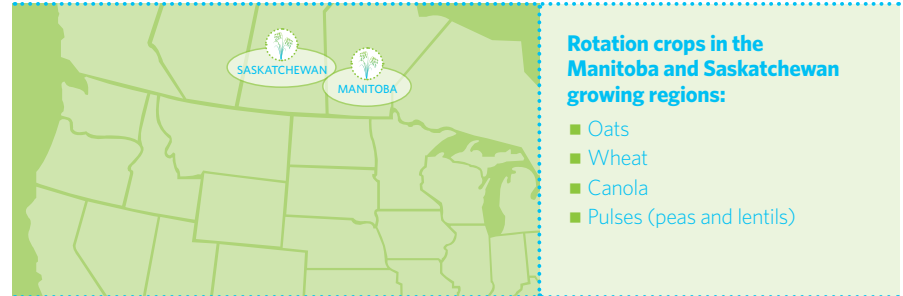 SASKATCHEWAN
MANITOBA
Rotation crops in the
Manitoba and Saskatchewan
growing regions:
Oats
Wheat
Canola
Pulses (peas and lentils)